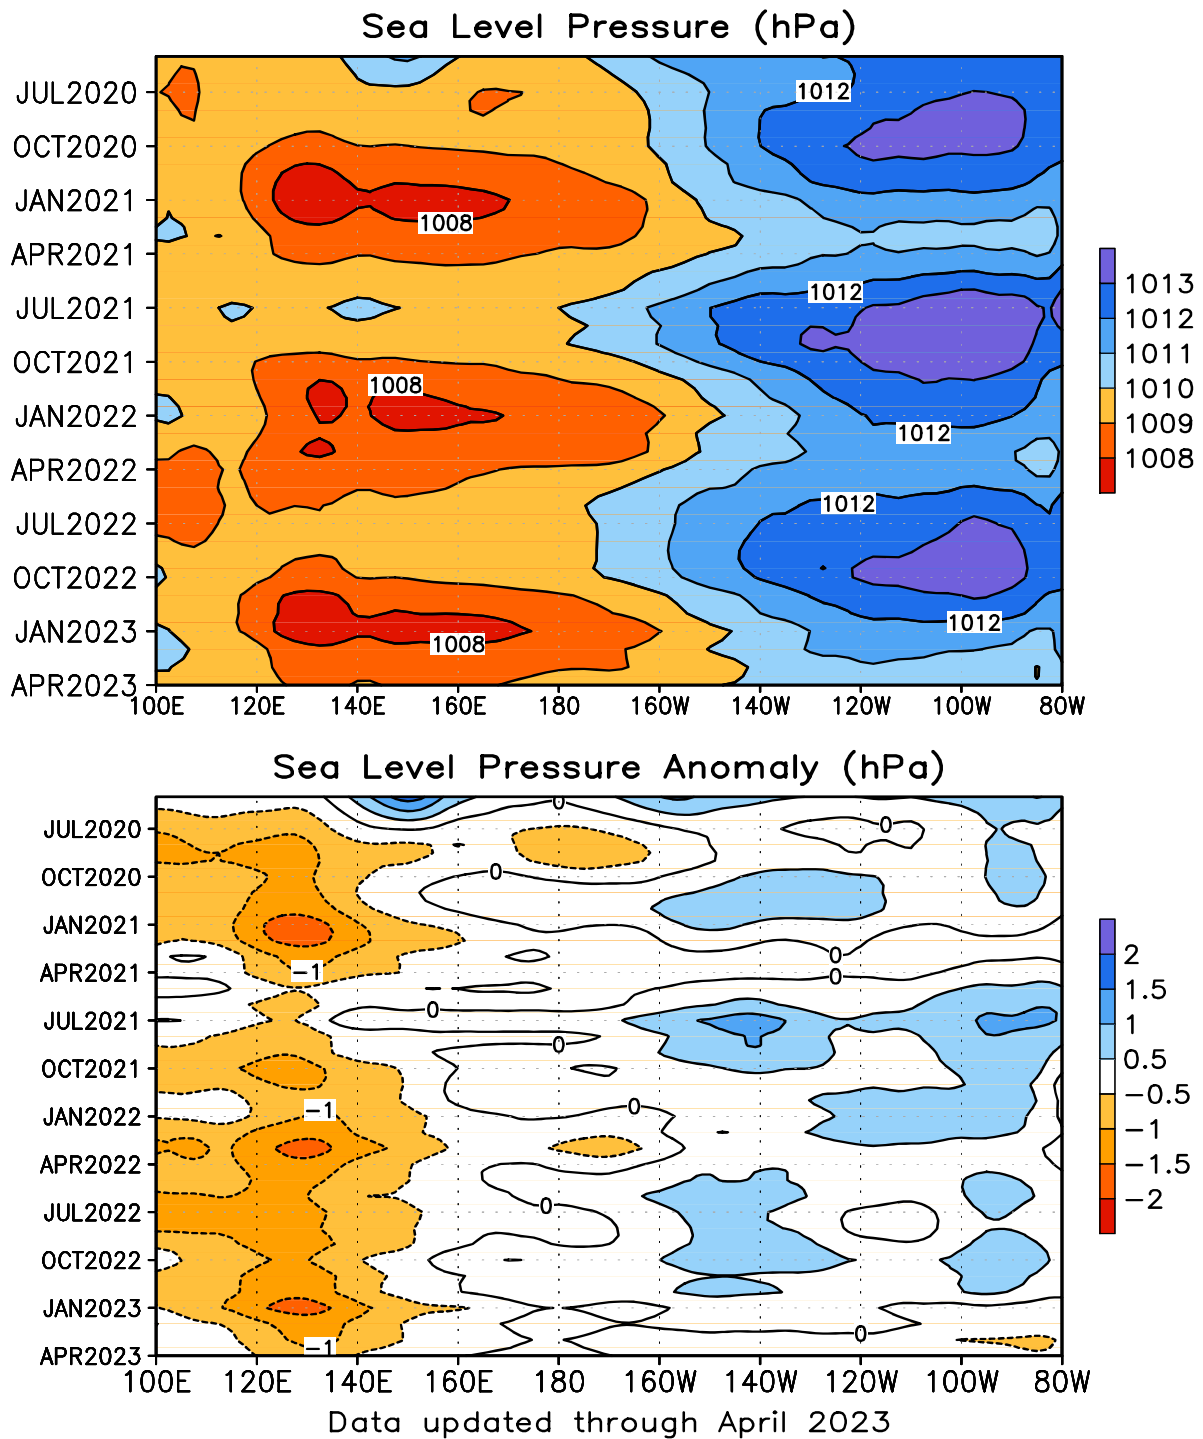 Sea Level Pressure (hPa)
JUL2020
OCT2020
JAN2021
APR2021
JUL2021
OCT2021
JAN2022
APR2022
JUL2022
OCT2022
JAN2023
APR2023
1012
1008
1012
1008
1012
1012
1012
1008
1013
1012
1011
1010
1009
1008
100E 120E 140E 160E 180 160W 140W 120W 100W 80W
Sea Level Pressure Anomaly (hPa)
JUL2020
OCT2020
JAN2021
APR2021
JUL2021
OCT2021
JAN2022
APR2022
JUL2022
OCT2022
JAN2023
APR2023
0
0
0
0
-1
0
0
0
0
-1
0
0
-1
2
1.5
1
0.5
-0.5
-1
-1.5
-2
100E 120E 140E 160E 180 160W 140W 120W 100W 80W
Data updated through April 2023